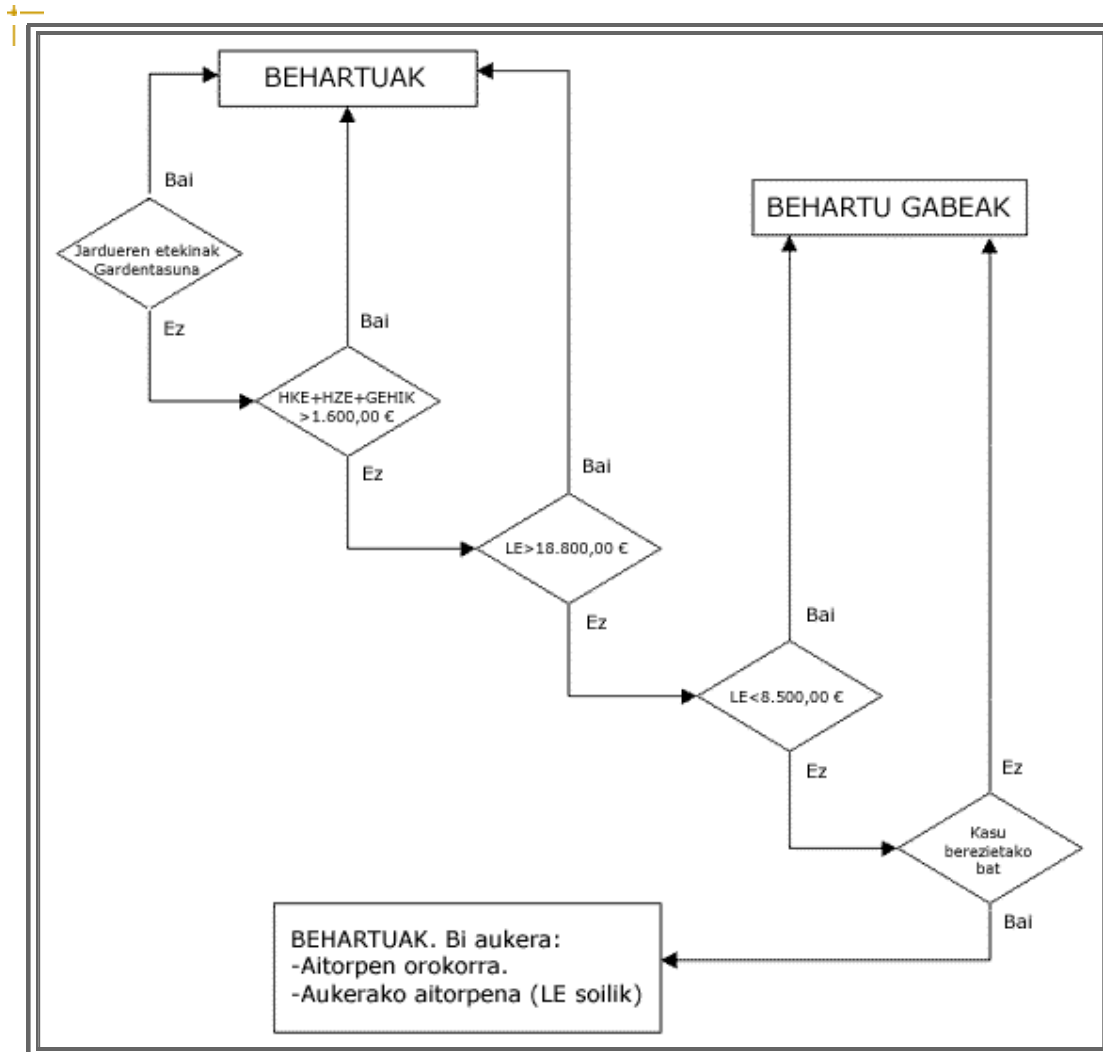 BEHARTUAK
Bai
BEHARTU GABEAK
Jardueren etekinak
Gardentasuna
Ez
Bai
HKE+HZE+GEHIK
>1.600,00 €
Ez
Bai
LE>18.800,00 €
Ez
Bai
LE<8.500,00 €
Ez
Ez
Kasu
berezietako
bat
Bai
BEHARTUAK. Bi aukera:
-Aitorpen orokorra.
-Aukerako aitorpena (LE soilik)